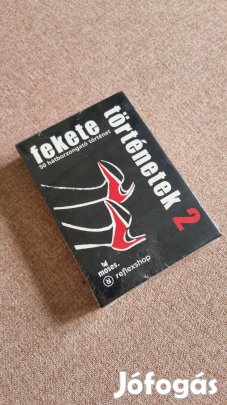 fekete
történetek 2
50 hátborzongató történet
moses.
reflexshop
Jófogás